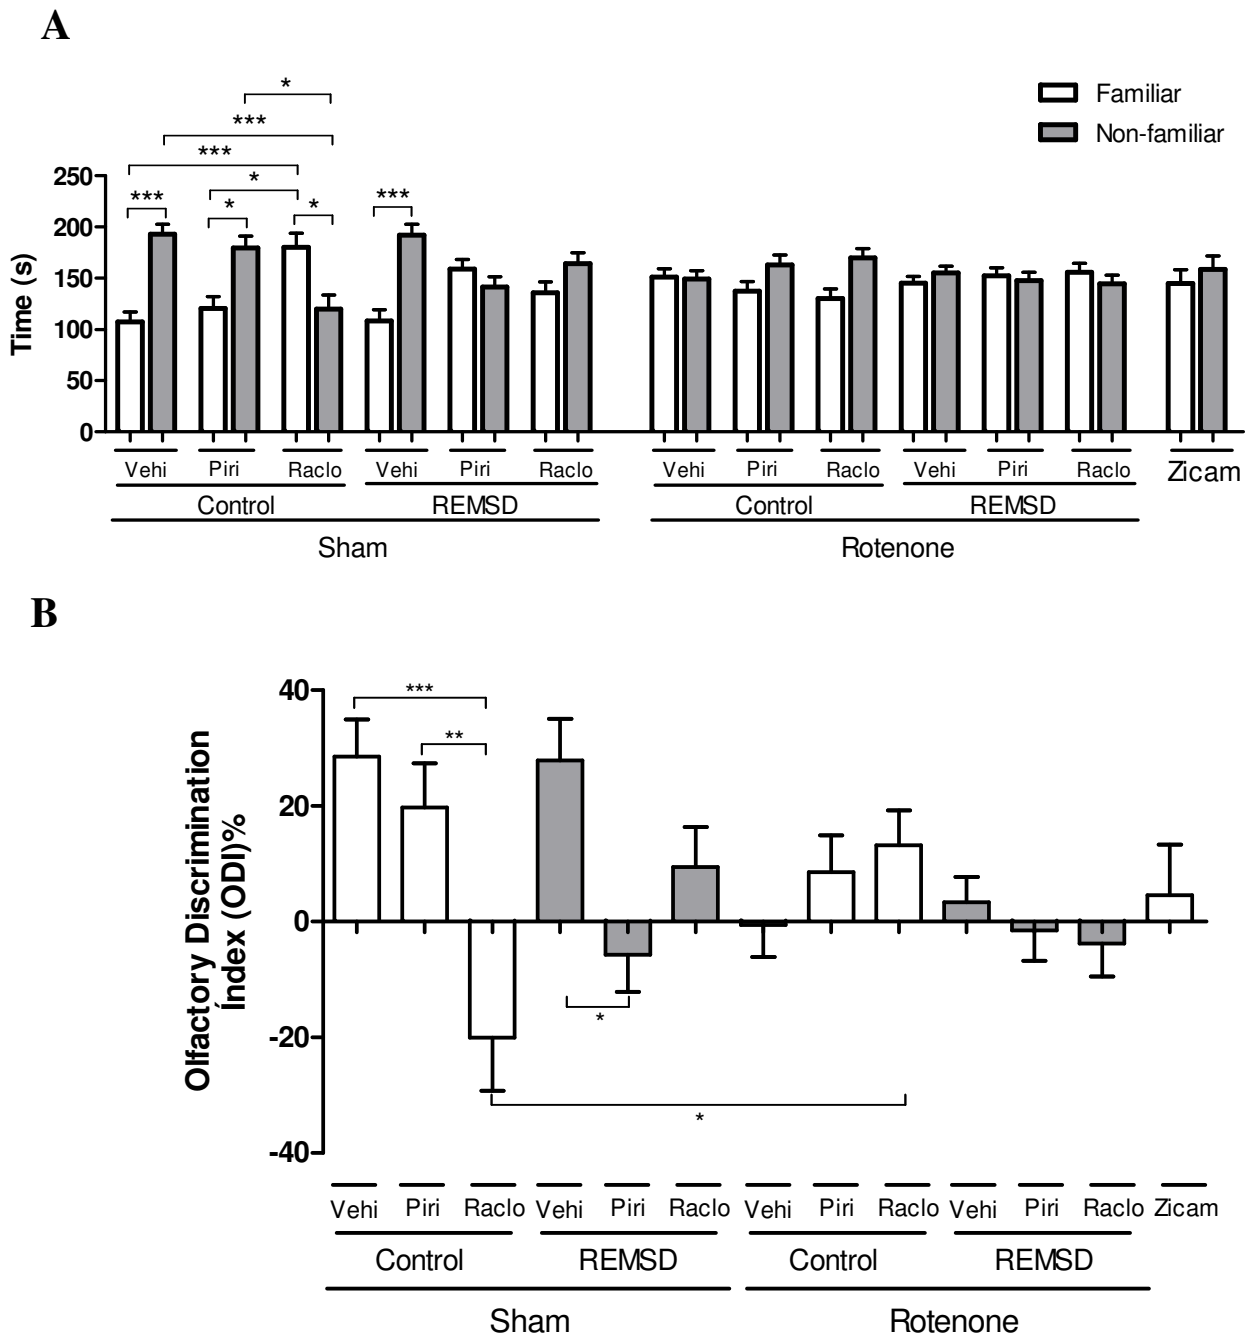 A
Familiar
Non-familiar
*
***
***
*
***
*
*
***
250
200
150
100
50
0
Time (s)
Vehi Piri Raclo Vehi Piri Raclo Vehi Piri Raclo Vehi Piri Raclo Zicam
Control REMSD Control REMSD
Sham Rotenone
B
40
20
0
-20
-40
Olfactory Discrimination
Índex (ODI)%
***
**
*
*
Vehi Piri Raclo Vehi Piri Raclo Vehi Piri Raclo Vehi Piri Raclo Zicam
Control REMSD Control REMSD
Sham Rotenone